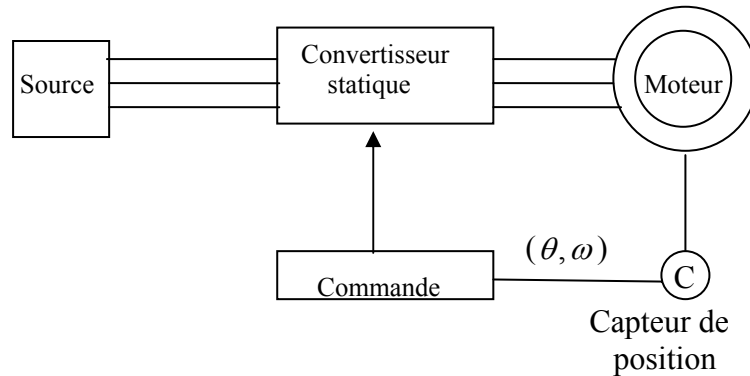 Source
Convertisseur
statique
Moteur
(θ, ω)
Commande
C
Capteur de
position